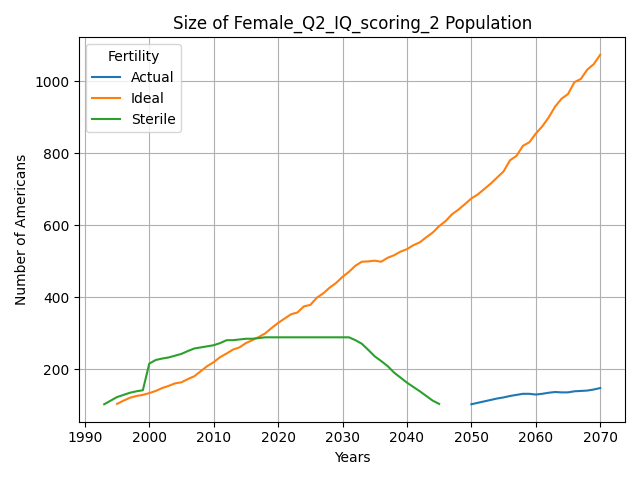 Size of Female_Q2_IQ_scoring_2 Population
Fertility
Actual
Ideal
Sterile
Number of Americans
1000
800
600
400
200
1990 2000 2010 2020 2030 2040 2050 2060 2070
Years